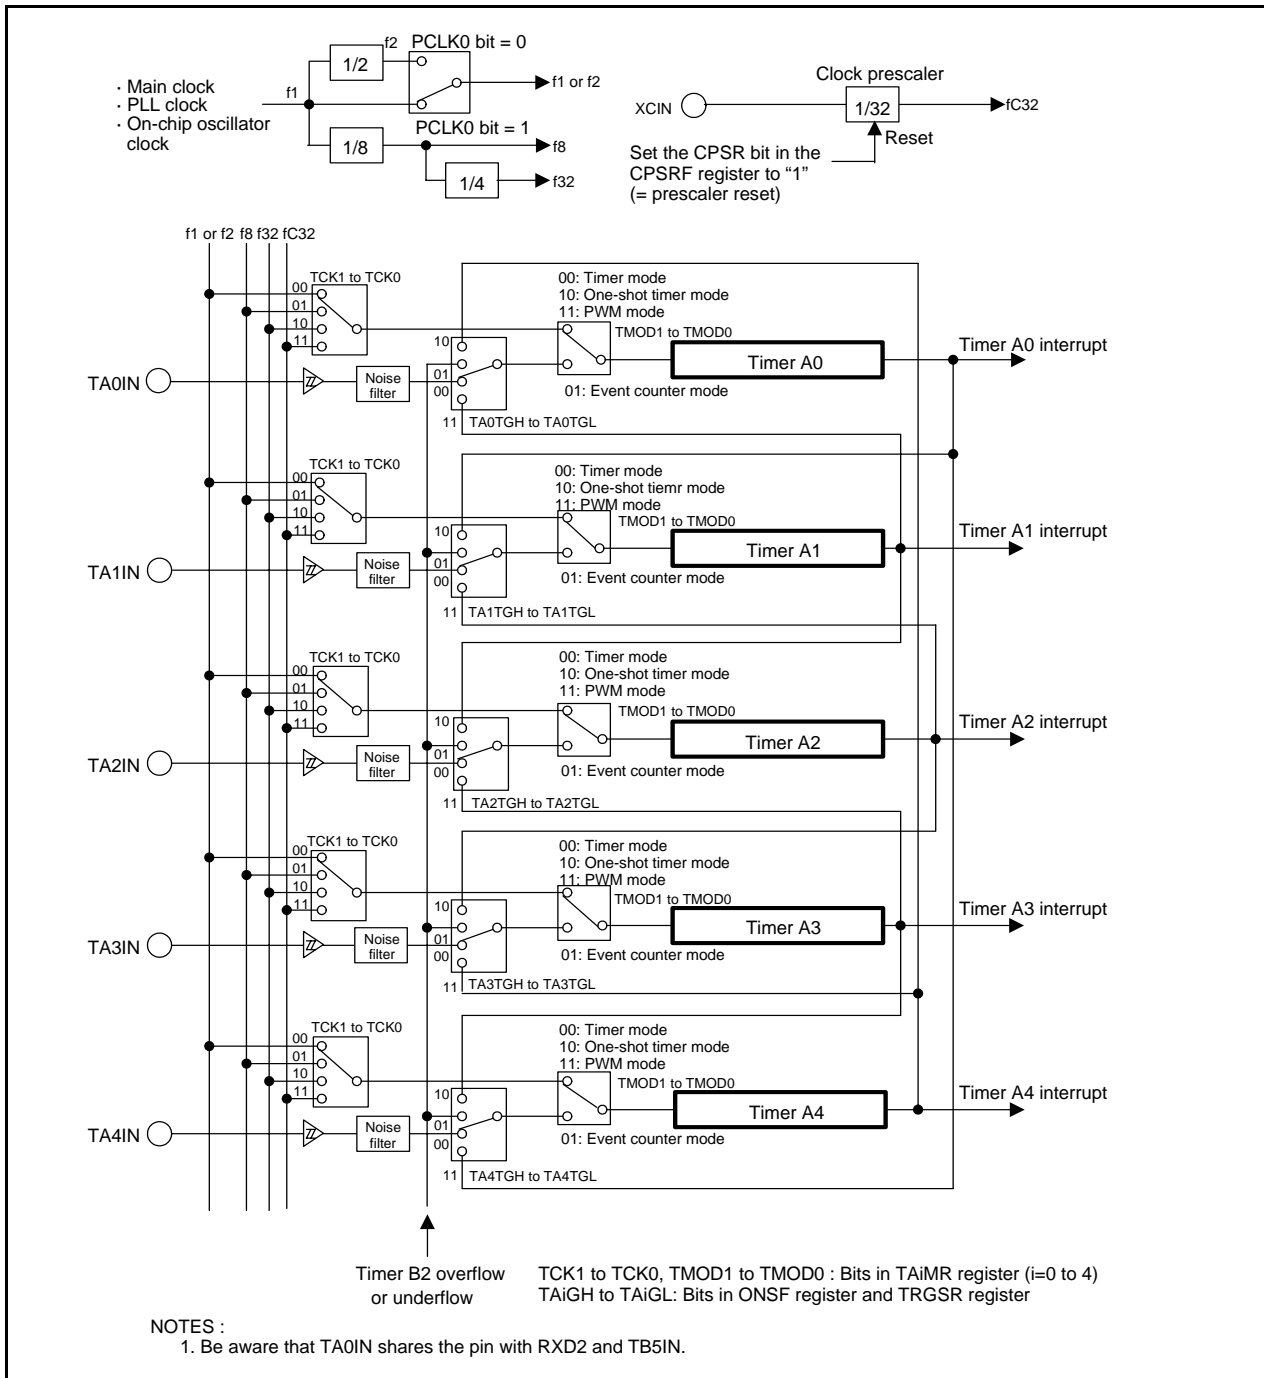 f2 PCLK0 bit = 0
1/2
f1 or f2
· Main clock
· PLL clock
· On-chip oscillator
clock
f1
PCLK0 bit = 1
1/8
f8
1/4
f32
Clock prescaler
XCIN
1/32
fC32
Reset
Set the CPSR bit in the
CPSRF register to “1”
(= prescaler reset)
f1 or f2 f8 f32 fC32
TCK1 to TCK0
00
01
10
11
00: Timer mode
10: One-shot timer mode
11: PWM mode
TMOD1 to TMOD0
10
Timer A0
Timer A0 interrupt
TA0IN
Noise
filter
01
00
01: Event counter mode
11 TA0TGH to TA0TGL
TCK1 to TCK0
00
01
10
11
00: Timer mode
10: One-shot tiemr mode
11: PWM mode
TMOD1 to TMOD0
10
Timer A1
Timer A1 interrupt
TA1IN
Noise
filter
01
00
01: Event counter mode
11 TA1TGH to TA1TGL
TCK1 to TCK0
00
01
10
11
00: Timer mode
10: One-shot timer mode
11: PWM mode
TMOD1 to TMOD0
10
Timer A2
Timer A2 interrupt
TA2IN
Noise
filter
01
00
01: Event counter mode
11 TA2TGH to TA2TGL
TCK1 to TCK0
00
01
10
11
00: Timer mode
10: One-shot timer mode
11: PWM mode
TMOD1 to TMOD0
10
Timer A3
Timer A3 interrupt
TA3IN
Noise
filter
01
00
01: Event counter mode
11 TA3TGH to TA3TGL
TCK1 to TCK0
00
01
10
11
00: Timer mode
10: One-shot timer mode
11: PWM mode
TMOD1 to TMOD0
10
Timer A4
Timer A4 interrupt
TA4IN
Noise
filter
01
00
01: Event counter mode
11 TA4TGH to TA4TGL
Timer B2 overflow
or underflow
TCK1 to TCK0, TMOD1 to TMOD0 : Bits in TAiMR register (i=0 to 4)
TAiGH to TAiGL: Bits in ONSF register and TRGSR register
NOTES :
1. Be aware that TA0IN shares the pin with RXD2 and TB5IN.